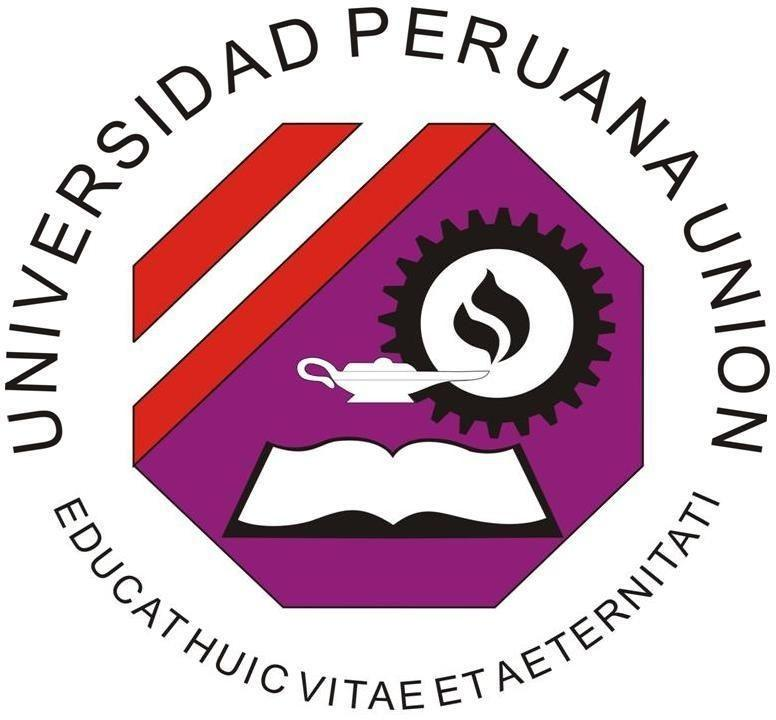 UNIVERSIDAD PERUANA UNION
EDUCAT HUIC VITAE ET AETERNITATI